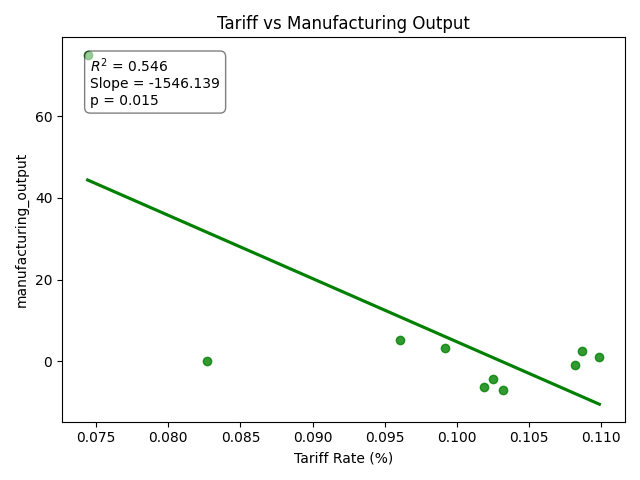 Tariff vs Manufacturing Output
R² = 0.546
Slope = -1546.139
p = 0.015
60
40
20
0
manufacturing_output
0.075 0.080 0.085 0.090 0.095 0.100 0.105 0.110
Tariff Rate (%)